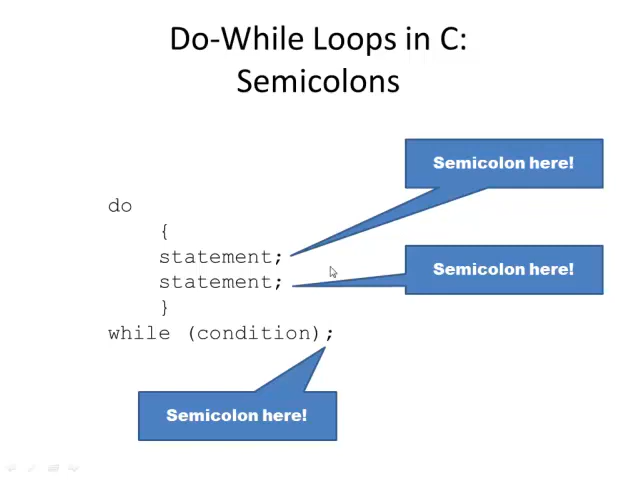 Do-While Loops in C:
Semicolons
Semicolon here!
do
{
statement;
Semicolon here!
statement;
}
while (condition);
Semicolon here!